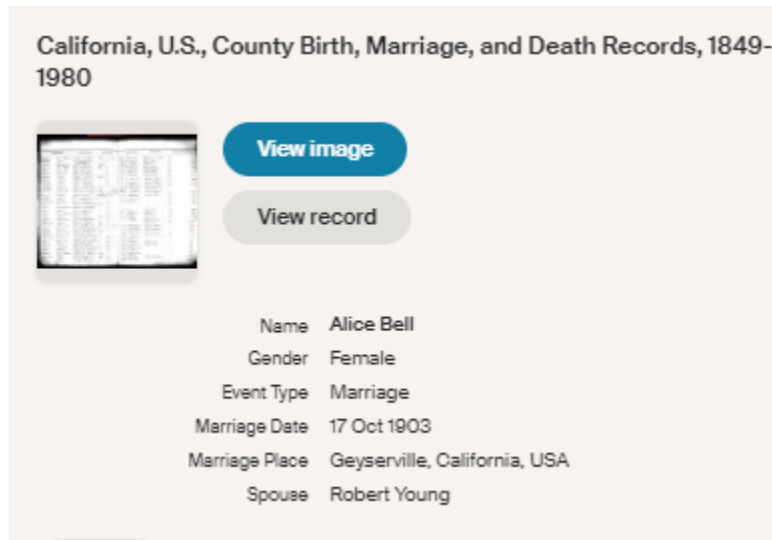 California, U.S., County Birth, Marriage, and Death Records, 1849-
1980
View image
View record
Name Alice Bell
Gender Female
Event Type Marriage
Marriage Date 17 Oct 1903
Marriage Place Geyserville, California, USA
Spouse Robert Young